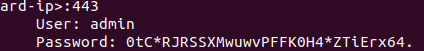 ard-ip>:443
User: admin
Password: 0tC*RJRSSXMwuwvPFFK0H4*ZTiErx64.